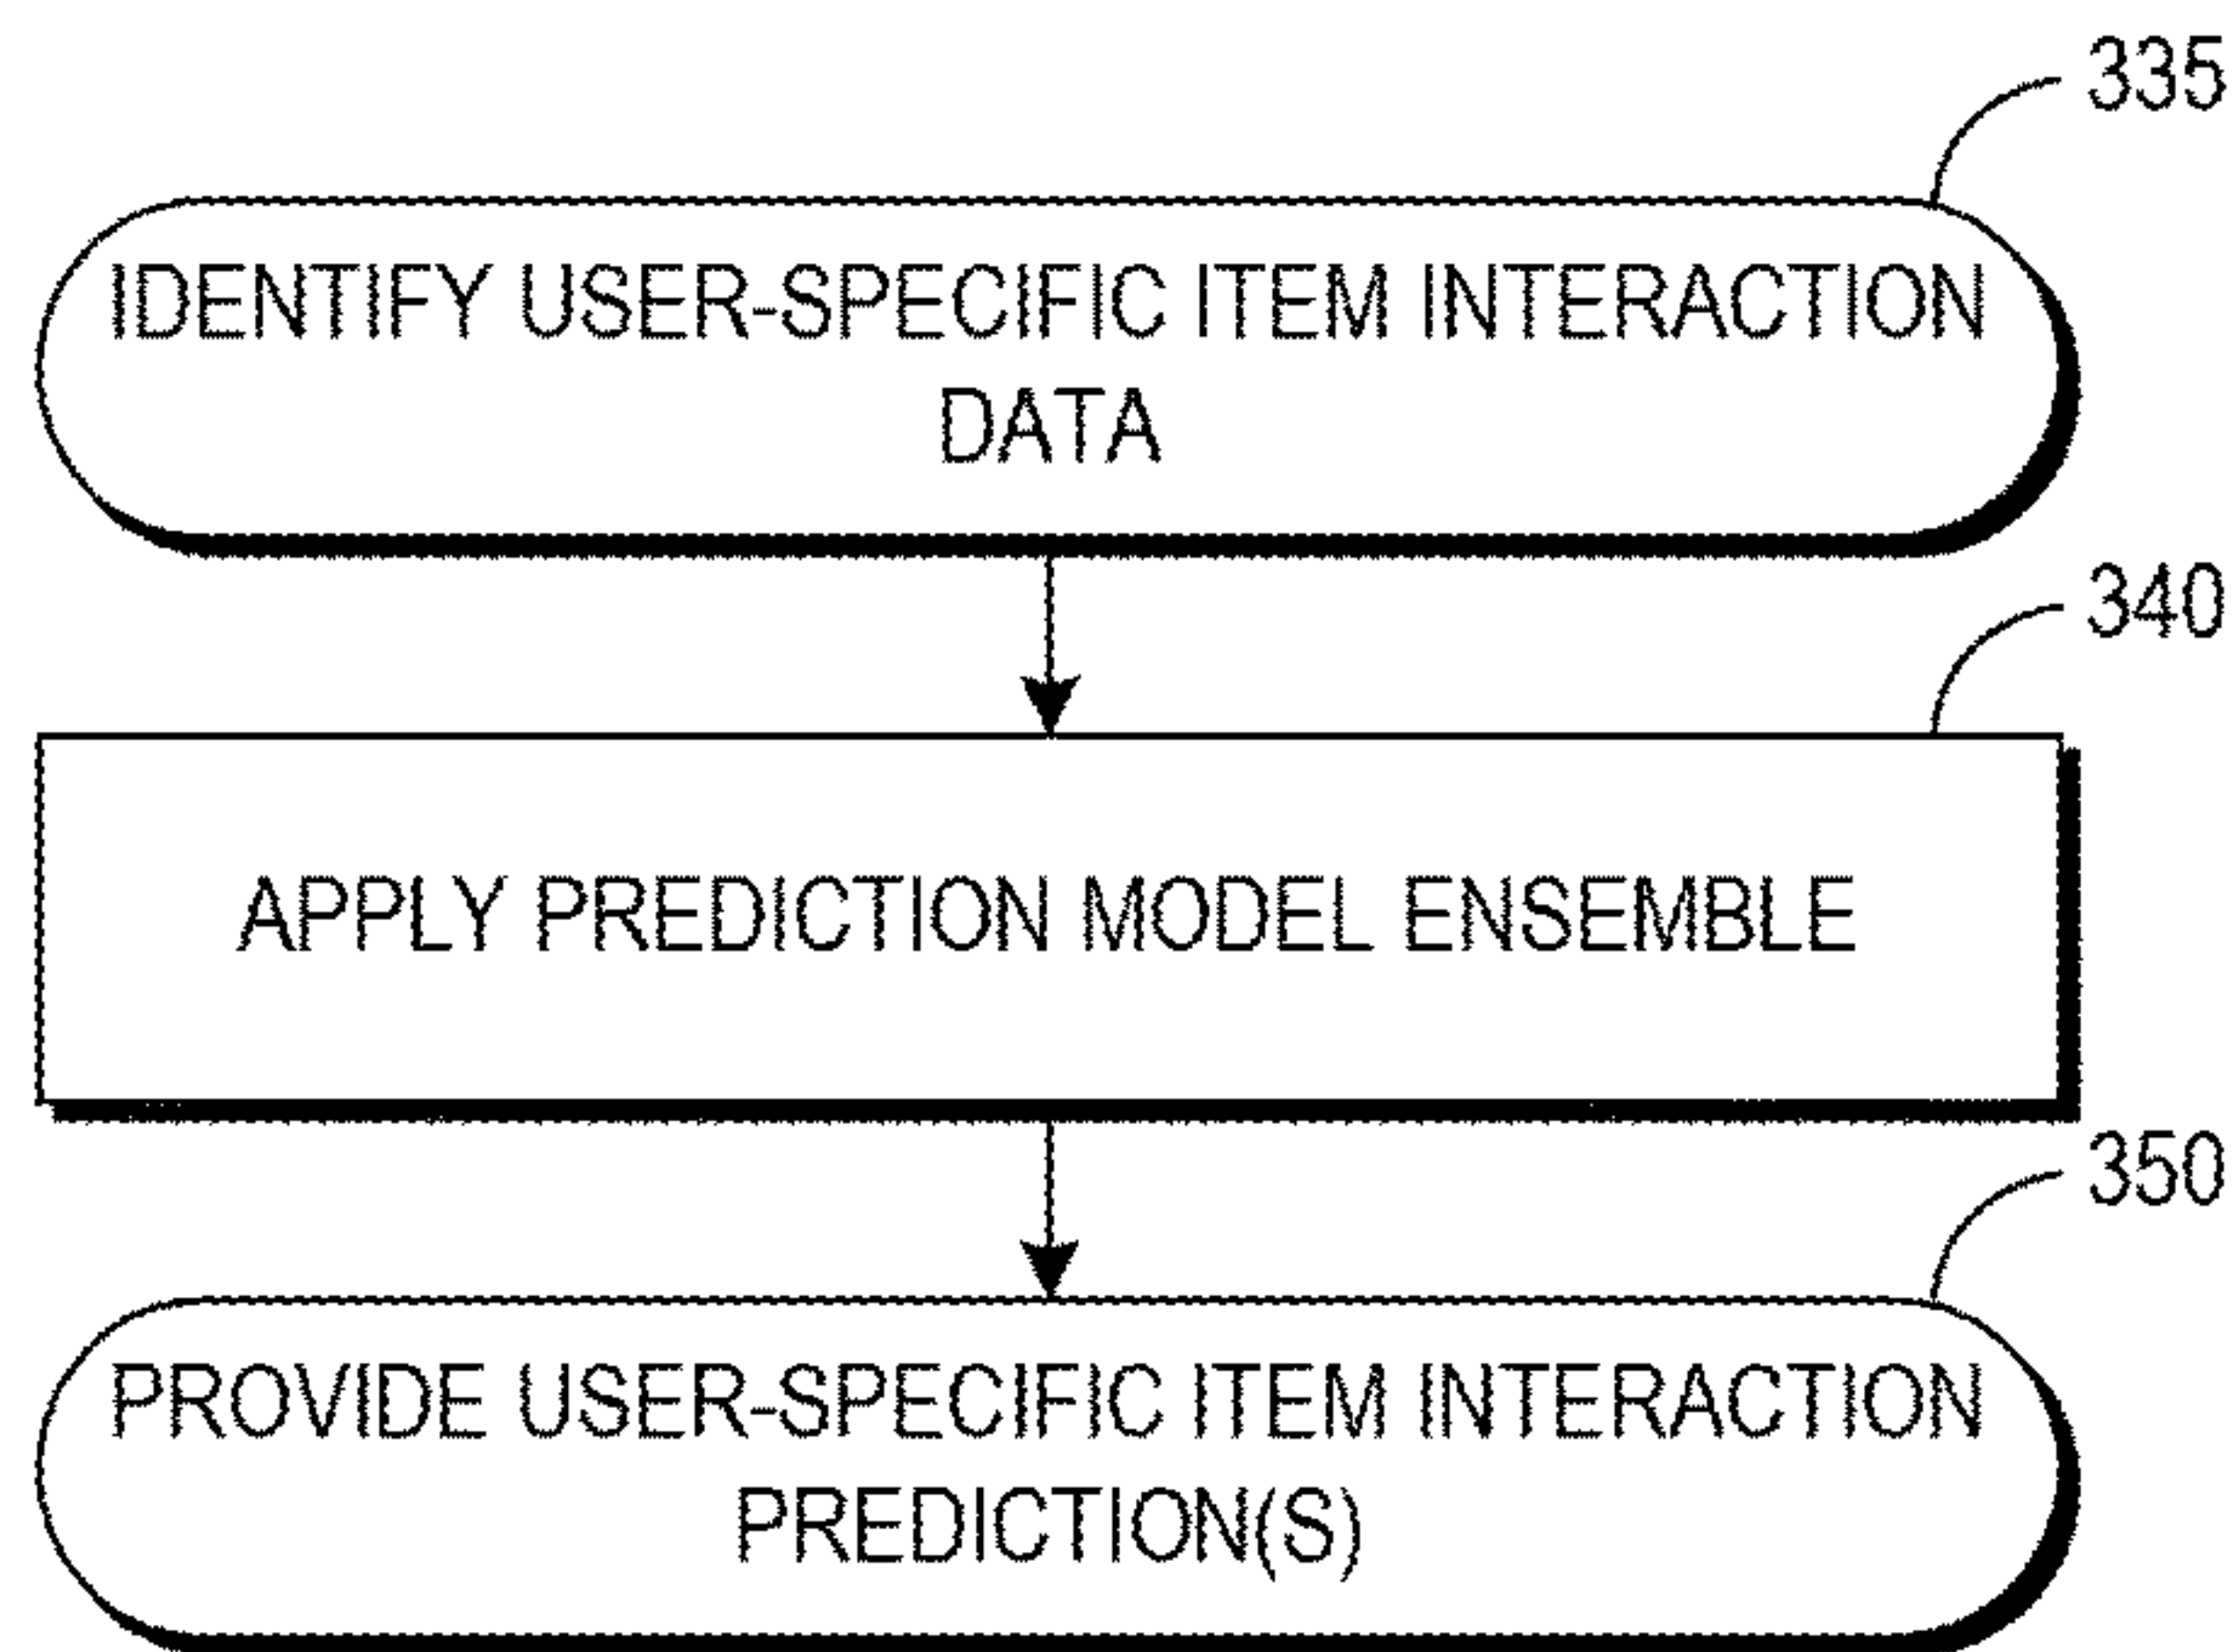 335
IDENTIFY USER-SPECIFIC ITEM INTERACTION
DATA
340
APPLY PREDICTION MODEL ENSEMBLE
350
PROVIDE USER-SPECIFIC ITEM INTERACTION
PREDICTION(S)